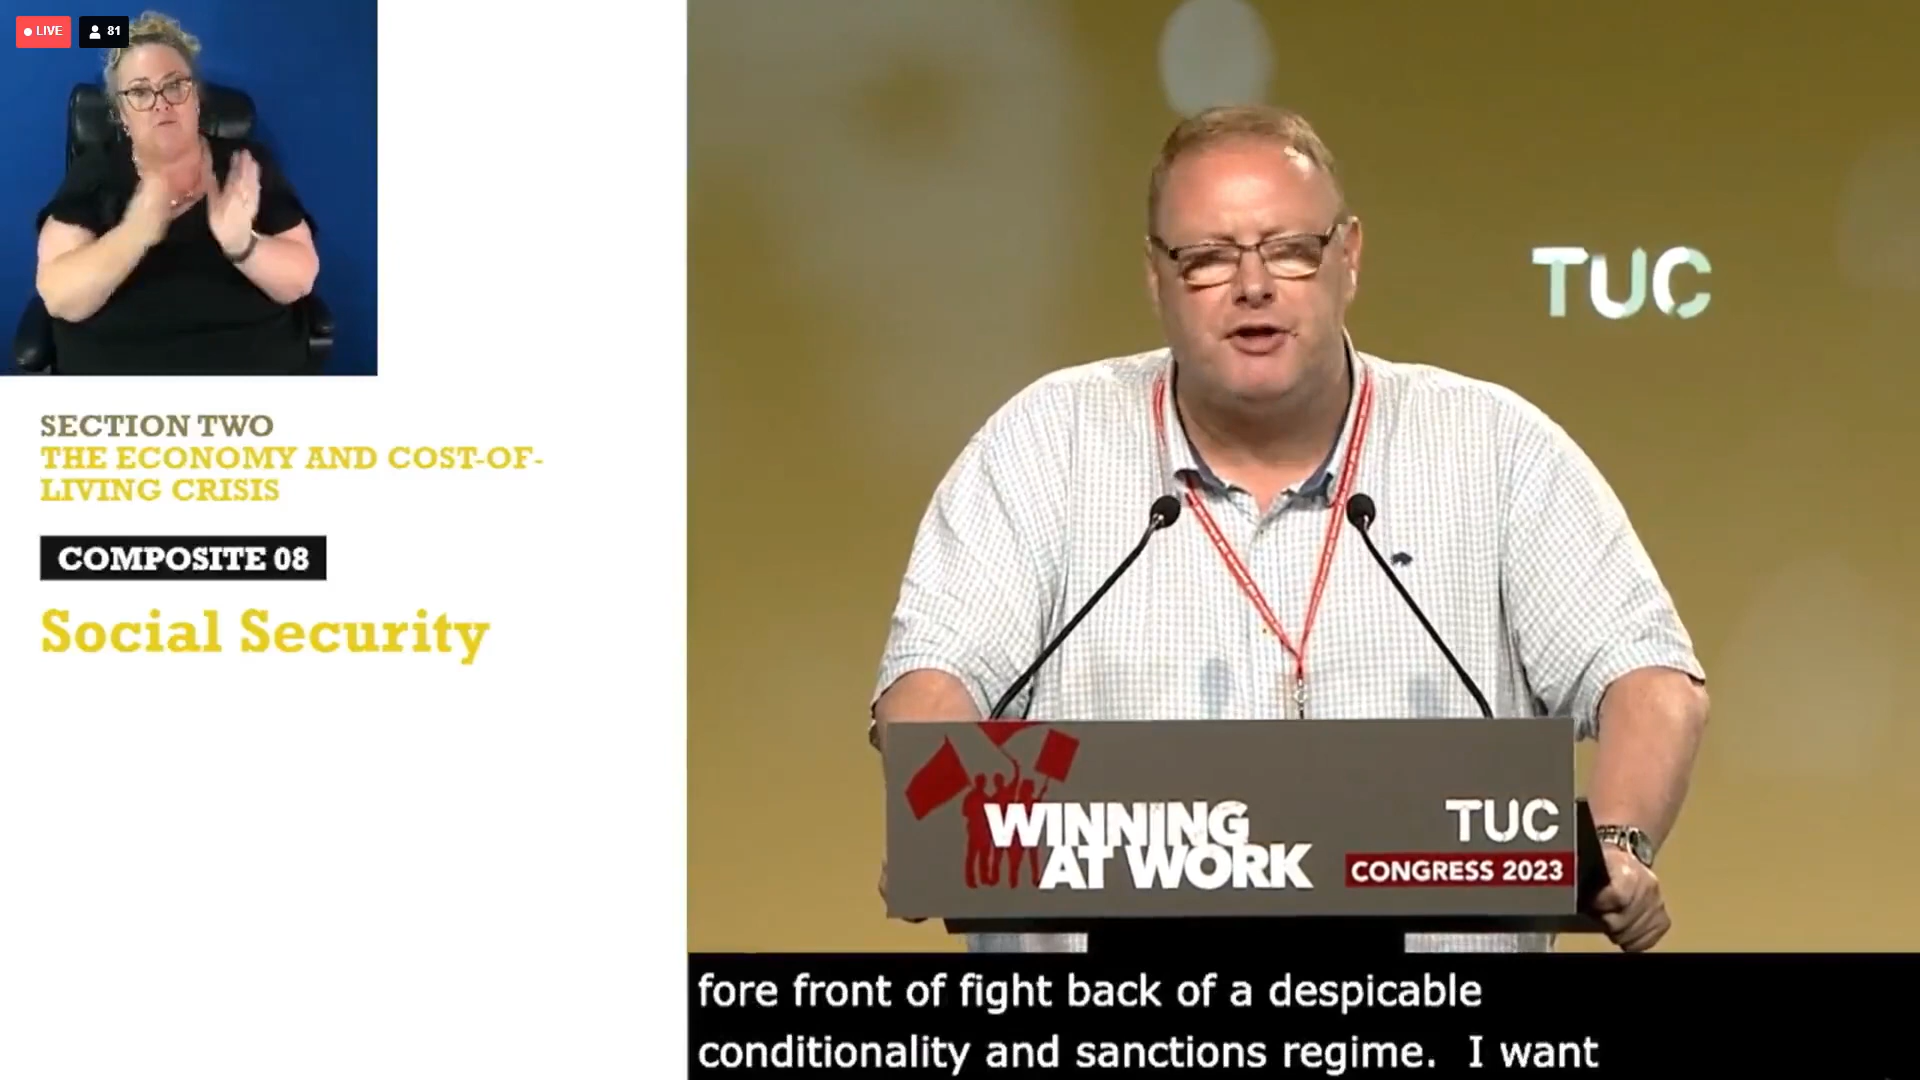 LIVE
81
SECTION TWO
THE ECONOMY AND COST-OF-
LIVING CRISIS
COMPOSITE 08
Social Security
TUC
WINNING
AT WORK
TUC
CONGRESS 2023
fore front of fight back of a despicable
conditionality and sanctions regime. I want